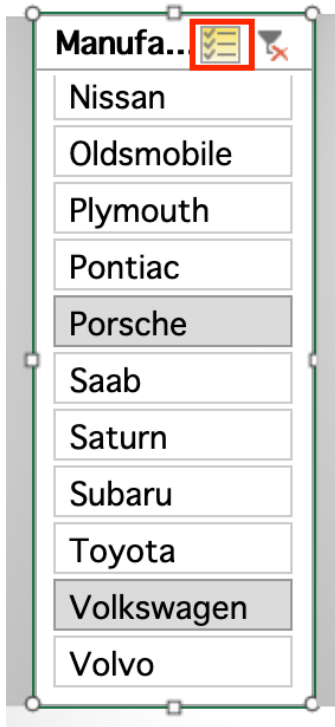 Manufa...
Nissan
Oldsmobile
Plymouth
Pontiac
Porsche
Saab
Saturn
Subaru
Toyota
Volkswagen
Volvo